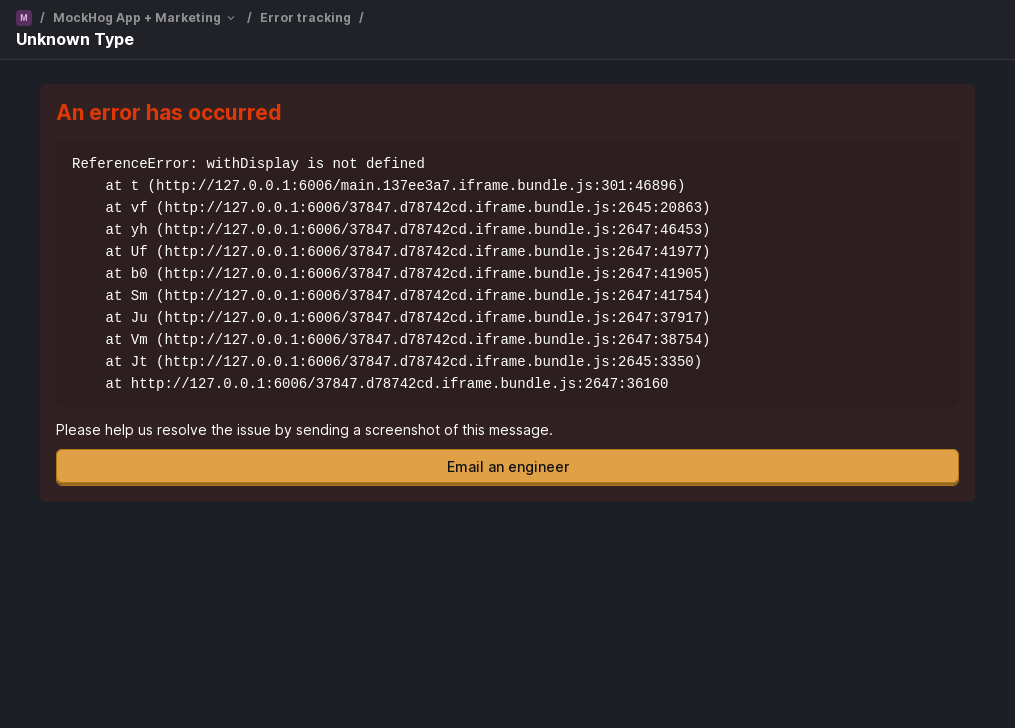 M / MockHog App + Marketing / Error tracking /
Unknown Type
An error has occurred
ReferenceError: withDisplay is not defined
at t (http://127.0.0.1:6006/main.137ee3a7.iframe.bundle.js:301:46896)
at vf (http://127.0.0.1:6006/37847.d78742cd.iframe.bundle.js:2645:20863)
at yh (http://127.0.0.1:6006/37847.d78742cd.iframe.bundle.js:2647:46453)
at Uf (http://127.0.0.1:6006/37847.d78742cd.iframe.bundle.js:2647:41977)
at b0 (http://127.0.0.1:6006/37847.d78742cd.iframe.bundle.js:2647:41905)
at Sm (http://127.0.0.1:6006/37847.d78742cd.iframe.bundle.js:2647:41754)
at Ju (http://127.0.0.1:6006/37847.d78742cd.iframe.bundle.js:2647:37917)
at Vm (http://127.0.0.1:6006/37847.d78742cd.iframe.bundle.js:2647:38754)
at Jt (http://127.0.0.1:6006/37847.d78742cd.iframe.bundle.js:2645:3350)
at http://127.0.0.1:6006/37847.d78742cd.iframe.bundle.js:2647:36160
Please help us resolve the issue by sending a screenshot of this message.
Email an engineer